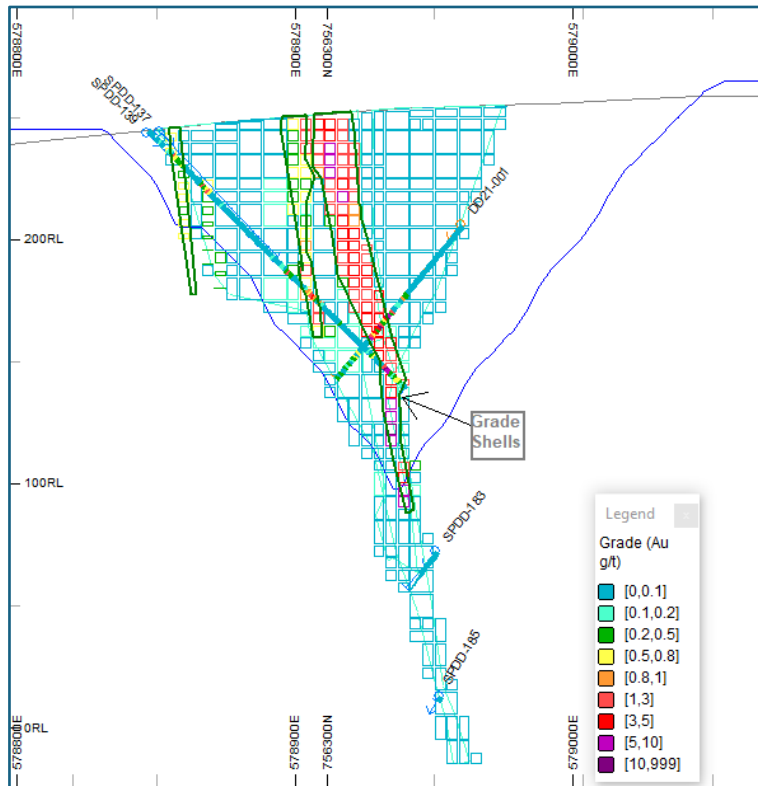 578800E
578900E
756300N
579000E
SPDD-137
SPDD-139
DD21-001
200RL
Grade
Shells
100RL
SPDD-183
SPDD-185
0RL
578800E
578900E
756300N
579000E
Legend
x
Grade (Au
g/t)
[0,0.1]
[0.1,0.2]
[0.2,0.5]
[0.5,0.8]
[0.8,1]
[1,3]
[3,5]
[5,10]
[10,999]